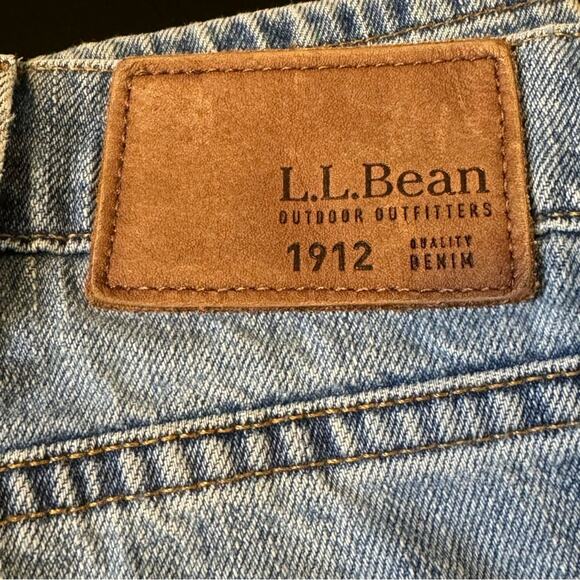 L.L.Bean
OUTDOOR OUTFITTERS
1912 QUALITY DENIM